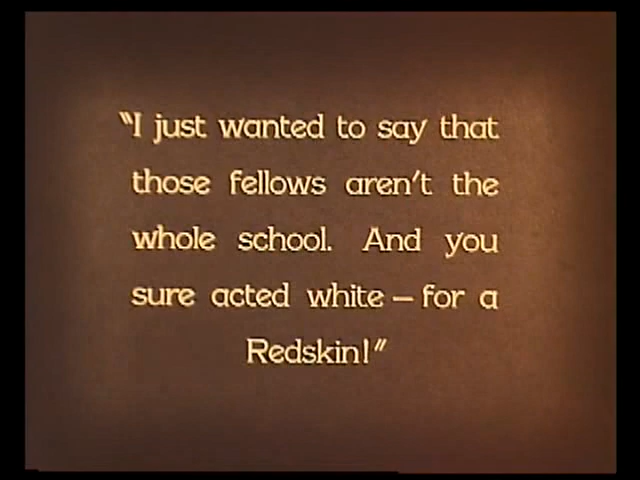 "I just wanted to say that
those fellows aren't the
whole school. And you
sure acted white — for a
Redskin!"